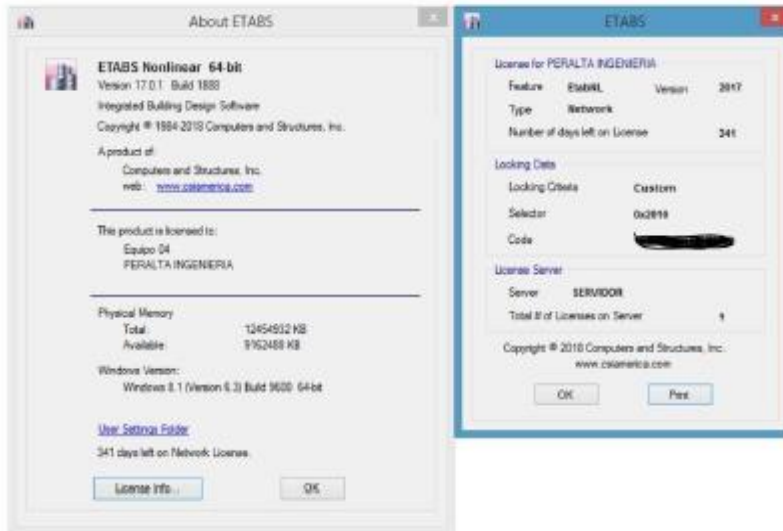 About ETABS
ETABS Nonlinear 64-bit
Version 17.0.1 Build 1888
Integrated Building Design Software
Copyright © 1984-2018 Computers and Structures, Inc.
A product of:
Computers and Structures, Inc.
web: www.csiamerica.com
This product is licensed to:
Equipo 04
PERALTA INGENIERIA
Physical Memory
Total: 12454932 KB
Available: 9162488 KB
Windows Version:
Windows 8.1 (Version 6.3) Build 9600 64-bit
User Settings Folder
341 days left on Network License.
License Info... OK
ETABS
License for PERALTA INGENIERIA
Feature EtabNL Version 2017
Type Network
Number of days left on License 341
Locking Data
Locking Criteria Custom
Selector 0x2010
Code
License Server
Server SERVIDOR
Total # of Licenses on Server 1
Copyright © 2018 Computers and Structures, Inc.
www.csiamerica.com
OK Print